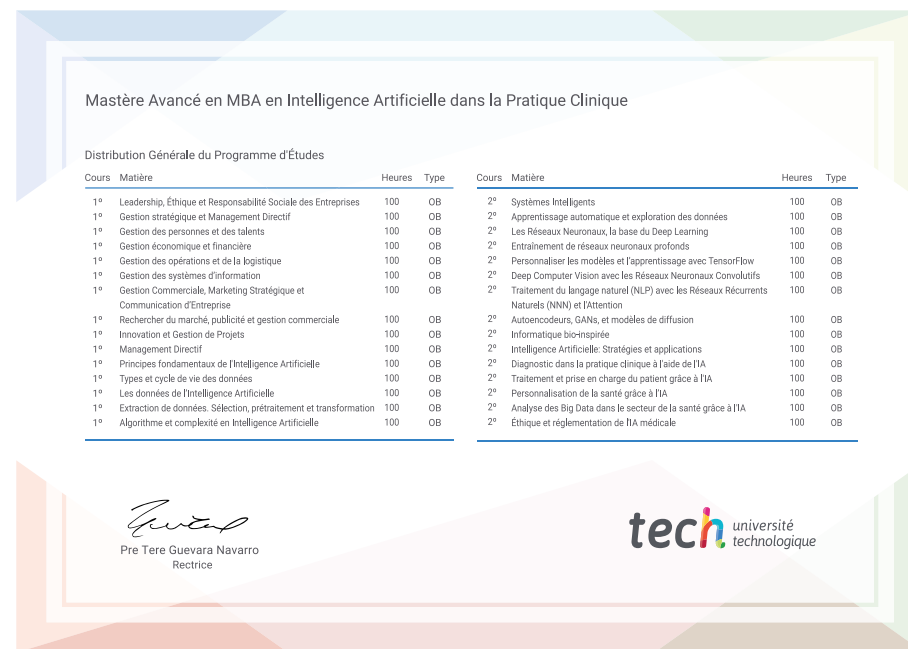 Mastère Avancé en MBA en Intelligence Artificielle dans la Pratique Clinique
Distribution Générale du Programme d'Études
Cours Matière Heures Type
1º Leadership, Éthique et Responsabilité Sociale des Entreprises 100 OB
1º Gestion stratégique et Management Directif 100 OB
1º Gestion des personnes et des talents 100 OB
1º Gestion économique et financière 100 OB
1º Gestion des opérations et de la logistique 100 OB
1º Gestion des systèmes d'information 100 OB
1º Gestion Commerciale, Marketing Stratégique et 100 OB
Communication d'Entreprise
1º Rechercher du marché, publicité et gestion commerciale 100 OB
1º Innovation et Gestion de Projets 100 OB
1º Management Directif 100 OB
1º Principes fondamentaux de l'Intelligence Artificielle 100 OB
1º Types et cycle de vie des données 100 OB
1º Les données de l'Intelligence Artificielle 100 OB
1º Extraction de données. Sélection, prétraitement et transformation 100 OB
1º Algorithme et complexité en Intelligence Artificielle 100 OB
Cours Matière Heures Type
2º Systèmes Intelligents 100 OB
2º Apprentissage automatique et exploration des données 100 OB
2º Les Réseaux Neuronaux, la base du Deep Learning 100 OB
2º Entraînement de réseaux neuronaux profonds 100 OB
2º Personnaliser les modèles et l'apprentissage avec TensorFlow 100 OB
2º Deep Computer Vision avec les Réseaux Neuronaux Convolutifs 100 OB
2º Traitement du langage naturel (NLP) avec les Réseaux Récurrents 100 OB
Naturels (NNN) et l'Attention
2º Autoencodeurs, GANs, et modèles de diffusion 100 OB
2º Informatique bio-inspirée 100 OB
2º Intelligence Artificielle: Stratégies et applications 100 OB
2º Diagnostic dans la pratique clinique à l'aide de l'IA 100 OB
2º Traitement et prise en charge du patient grâce à l'IA 100 OB
2º Personnalisation de la santé grâce à l'IA 100 OB
2º Analyse des Big Data dans le secteur de la santé grâce à l'IA 100 OB
2º Éthique et réglementation de l'IA médicale 100 OB
Pre Tere Guevara Navarro
Rectrice
tech université
technologique